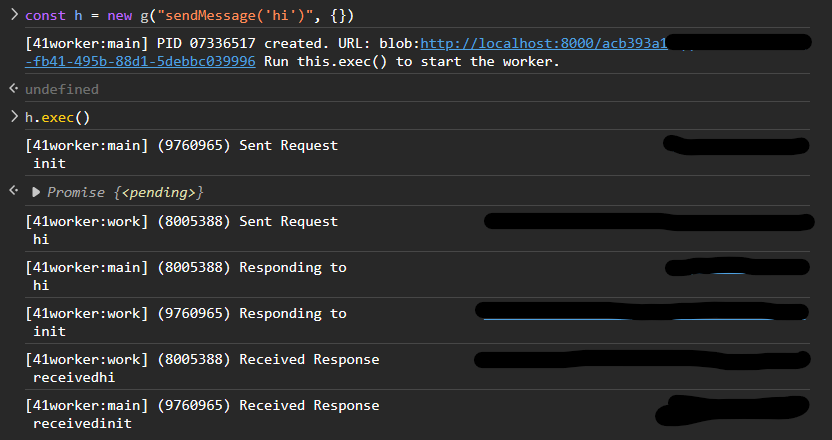 const h = new g("sendMessage('hi')", {})
[41worker:main] PID 07336517 created. URL: blob:http://localhost:8000/acb393a1
-fb41-495b-88d1-5debbc039996 Run this.exec() to start the worker.
undefined
h.exec()
[41worker:main] (9760965) Sent Request
init
Promise {<pending>}
[41worker:work] (8005388) Sent Request
hi
[41worker:main] (8005388) Responding to
hi
[41worker:work] (9760965) Responding to
init
[41worker:work] (8005388) Received Response
receivedhi
[41worker:main] (9760965) Received Response
receivedinit